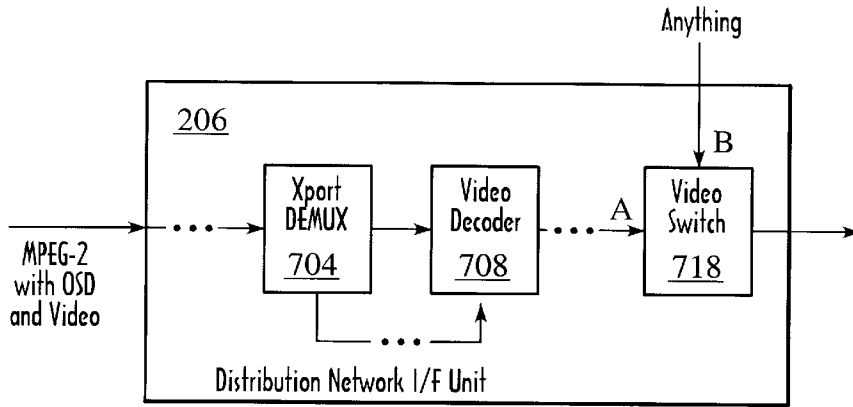 Anything
206
B
Xport
DEMUX
704
Video
Decoder
708
A
Video
Switch
718
MPEG-2
with OSD
and Video
Distribution Network I/F Unit